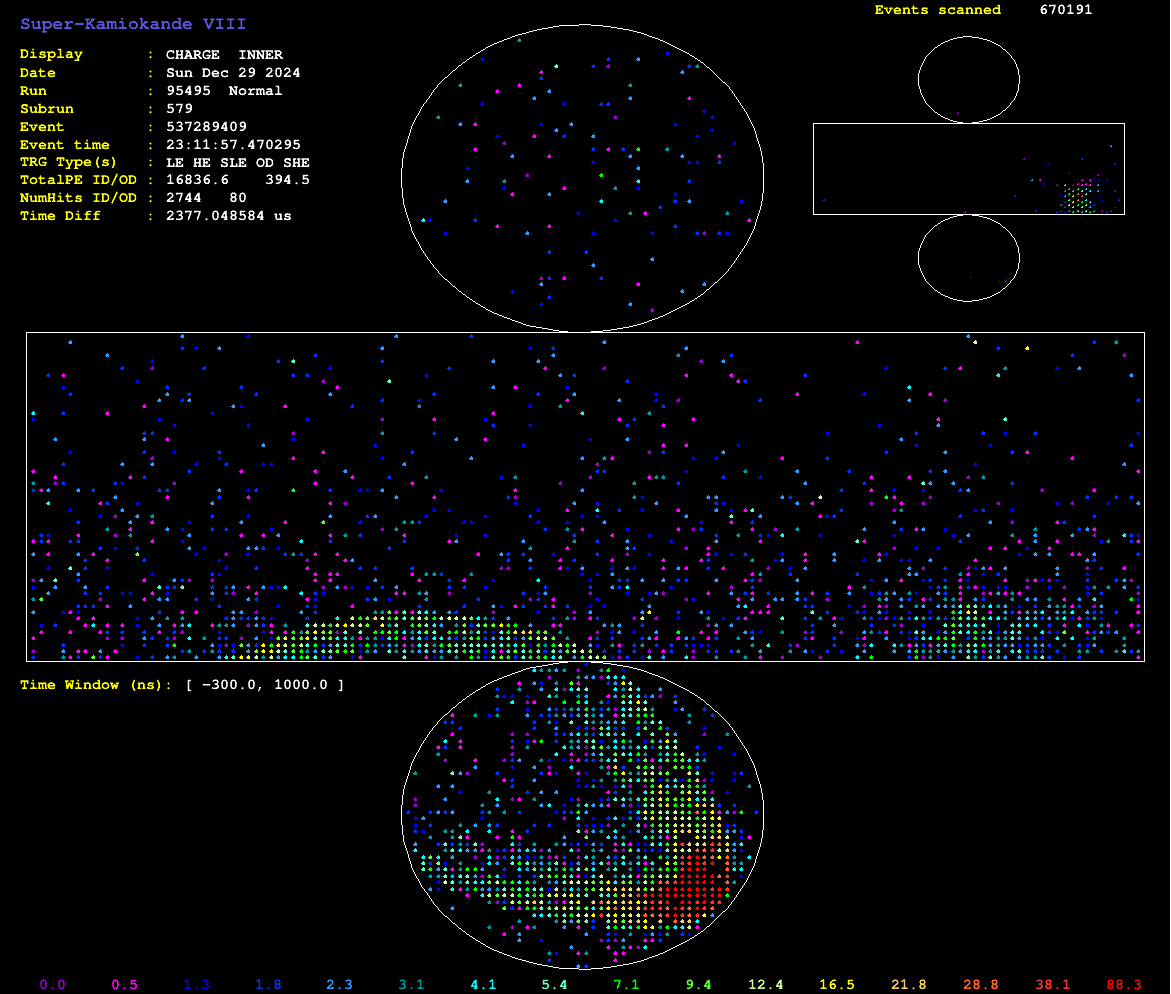 Super-Kamiokande VIII
Events scanned 670191
Display : CHARGE INNER
Date : Sun Dec 29 2024
Run : 95495 Normal
Subrun : 579
Event : 537289409
Event time : 23:11:57.470295
TRG Type(s) : LE HE SLE OD SHE
TotalPE ID/OD : 16836.6 394.5
NumHits ID/OD : 2744 80
Time Diff : 2377.048584 us
Time Window (ns): [ −300.0, 1000.0 ]
0.0 0.5 1.3 1.8 2.3 3.1 4.1 5.4 7.1 9.4 12.4 16.5 21.8 28.8 38.1 88.3